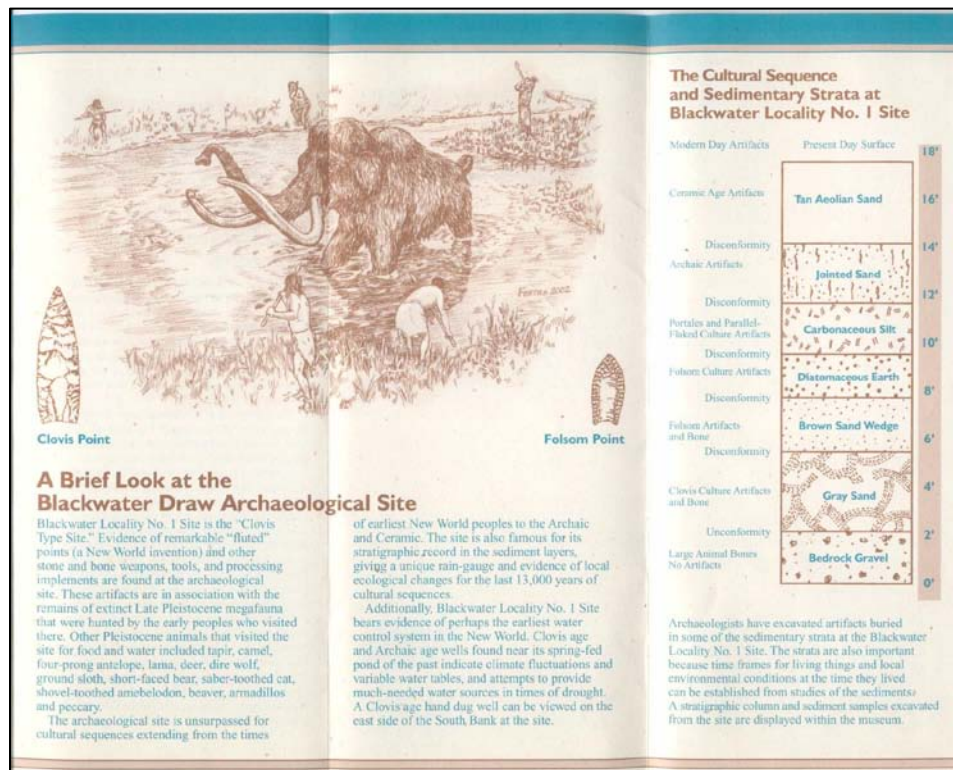 Fertig 2002
Clovis Point
Folsom Point
A Brief Look at the
Blackwater Draw Archaeological Site
Blackwater Locality No. 1 Site is the "Clovis
Type Site." Evidence of remarkable "fluted"
points (a New World invention) and other
stone and bone weapons, tools, and processing
implements are found at the archaeological
site. These artifacts are in association with the
remains of extinct Late Pleistocene megafauna
that were hunted by the early peoples who visited
there. Other Pleistocene animals that visited the
site for food and water included tapir, camel,
four-prong antelope, lama, deer, dire wolf,
ground sloth, short-faced bear, saber-toothed cat,
shovel-toothed amebelodon, beaver, armadillos
and peccary.
The archaeological site is unsurpassed for
cultural sequences extending from the times
of earliest New World peoples to the Archaic
and Ceramic. The site is also famous for its
stratigraphic record in the sediment layers,
giving a unique rain-gauge and evidence of local
ecological changes for the last 13,000 years of
cultural sequences.
Additionally, Blackwater Locality No. 1 Site
bears evidence of perhaps the earliest water
control system in the New World. Clovis age
and Archaic age wells found near its spring-fed
pond of the past indicate climate fluctuations and
variable water tables, and attempts to provide
much-needed water sources in times of drought.
A Clovis age hand dug well can be viewed on the
east side of the South Bank at the site.
The Cultural Sequence
and Sedimentary Strata at
Blackwater Locality No. 1 Site
Modern Day Artifacts Present Day Surface 18'
Ceramic Age Artifacts Tan Aeolian Sand 16'
Disconformity 14'
Archaic Artifacts Jointed Sand
Disconformity 12'
Portales and Parallel-
Flaked Culture Artifacts Carbonaceous Silt 10'
Disconformity
Folsom Culture Artifacts Diatomaceous Earth 8'
Disconformity
Folsom Artifacts
and Bone Brown Sand Wedge 6'
Disconformity
Clovis Culture Artifacts
and Bone Gray Sand 4'
Unconformity 2'
Large Animal Bones
No Artifacts Bedrock Gravel 0'
Archaeologists have excavated artifacts buried
in some of the sedimentary strata at the Blackwater
Locality No. 1 Site. The strata are also important
because time frames for living things and local
environmental conditions at the time they lived
can be established from studies of the sediments.
A stratigraphic column and sediment samples excavated
from the site are displayed within the museum.